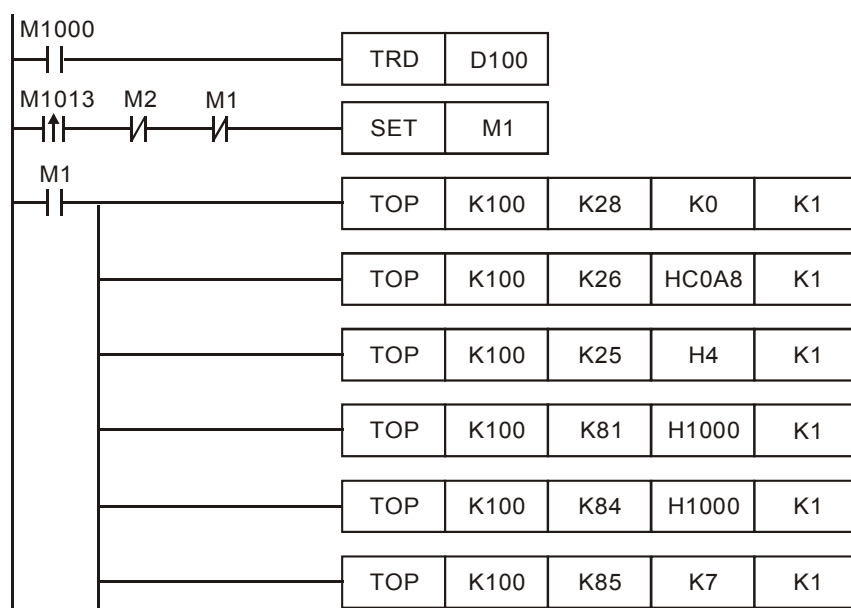 M1000
TRD D100
M1013 M2 M1
SET M1
M1
TOP K100 K28 K0 K1
TOP K100 K26 HC0A8 K1
TOP K100 K25 H4 K1
TOP K100 K81 H1000 K1
TOP K100 K84 H1000 K1
TOP K100 K85 K7 K1